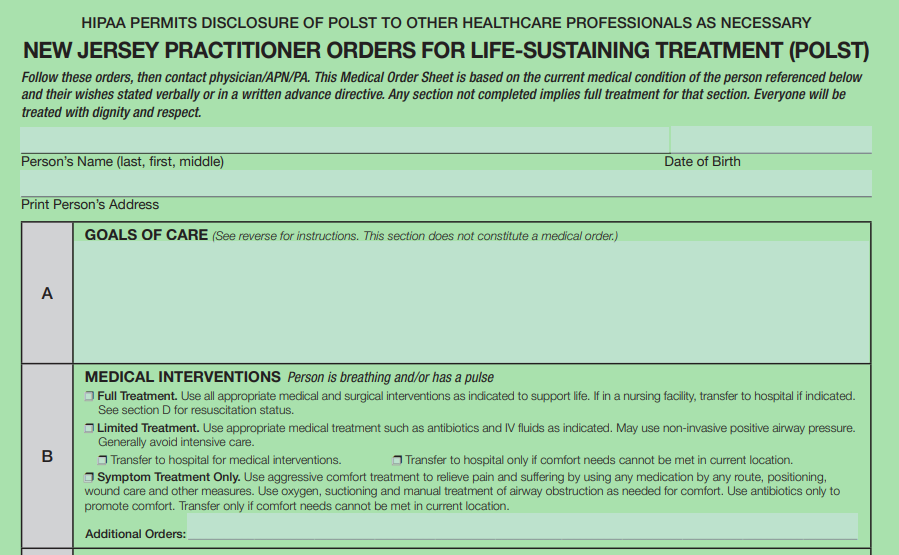 HIPAA PERMITS DISCLOSURE OF POLST TO OTHER HEALTHCARE PROFESSIONALS AS NECESSARY
NEW JERSEY PRACTITIONER ORDERS FOR LIFE-SUSTAINING TREATMENT (POLST)
Follow these orders, then contact physician/APN/PA. This Medical Order Sheet is based on the current medical condition of the person referenced below
and their wishes stated verbally or in a written advance directive. Any section not completed implies full treatment for that section. Everyone will be
treated with dignity and respect.
Person's Name (last, first, middle) Date of Birth
Print Person's Address
A
GOALS OF CARE (See reverse for instructions. This section does not constitute a medical order.)
B
MEDICAL INTERVENTIONS Person is breathing and/or has a pulse
Full Treatment. Use all appropriate medical and surgical interventions as indicated to support life. If in a nursing facility, transfer to hospital if indicated.
See section D for resuscitation status.
Limited Treatment. Use appropriate medical treatment such as antibiotics and IV fluids as indicated. May use non-invasive positive airway pressure.
Generally avoid intensive care.
Transfer to hospital for medical interventions. Transfer to hospital only if comfort needs cannot be met in current location.
Symptom Treatment Only. Use aggressive comfort treatment to relieve pain and suffering by using any medication by any route, positioning,
wound care and other measures. Use oxygen, suctioning and manual treatment of airway obstruction as needed for comfort. Use antibiotics only to
promote comfort. Transfer only if comfort needs cannot be met in current location.
Additional Orders: